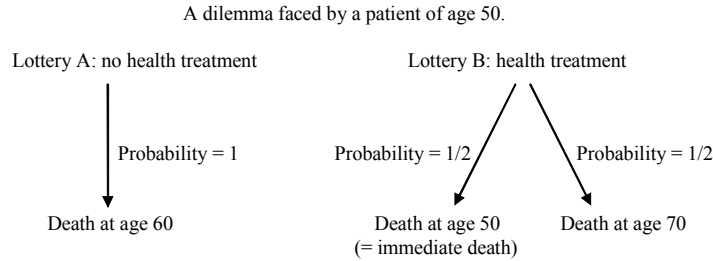 A dilemma faced by a patient of age 50.
Lottery A: no health treatment
Lottery B: health treatment
Probability = 1
Probability = 1/2
Probability = 1/2
Death at age 60
Death at age 50
(= immediate death)
Death at age 70